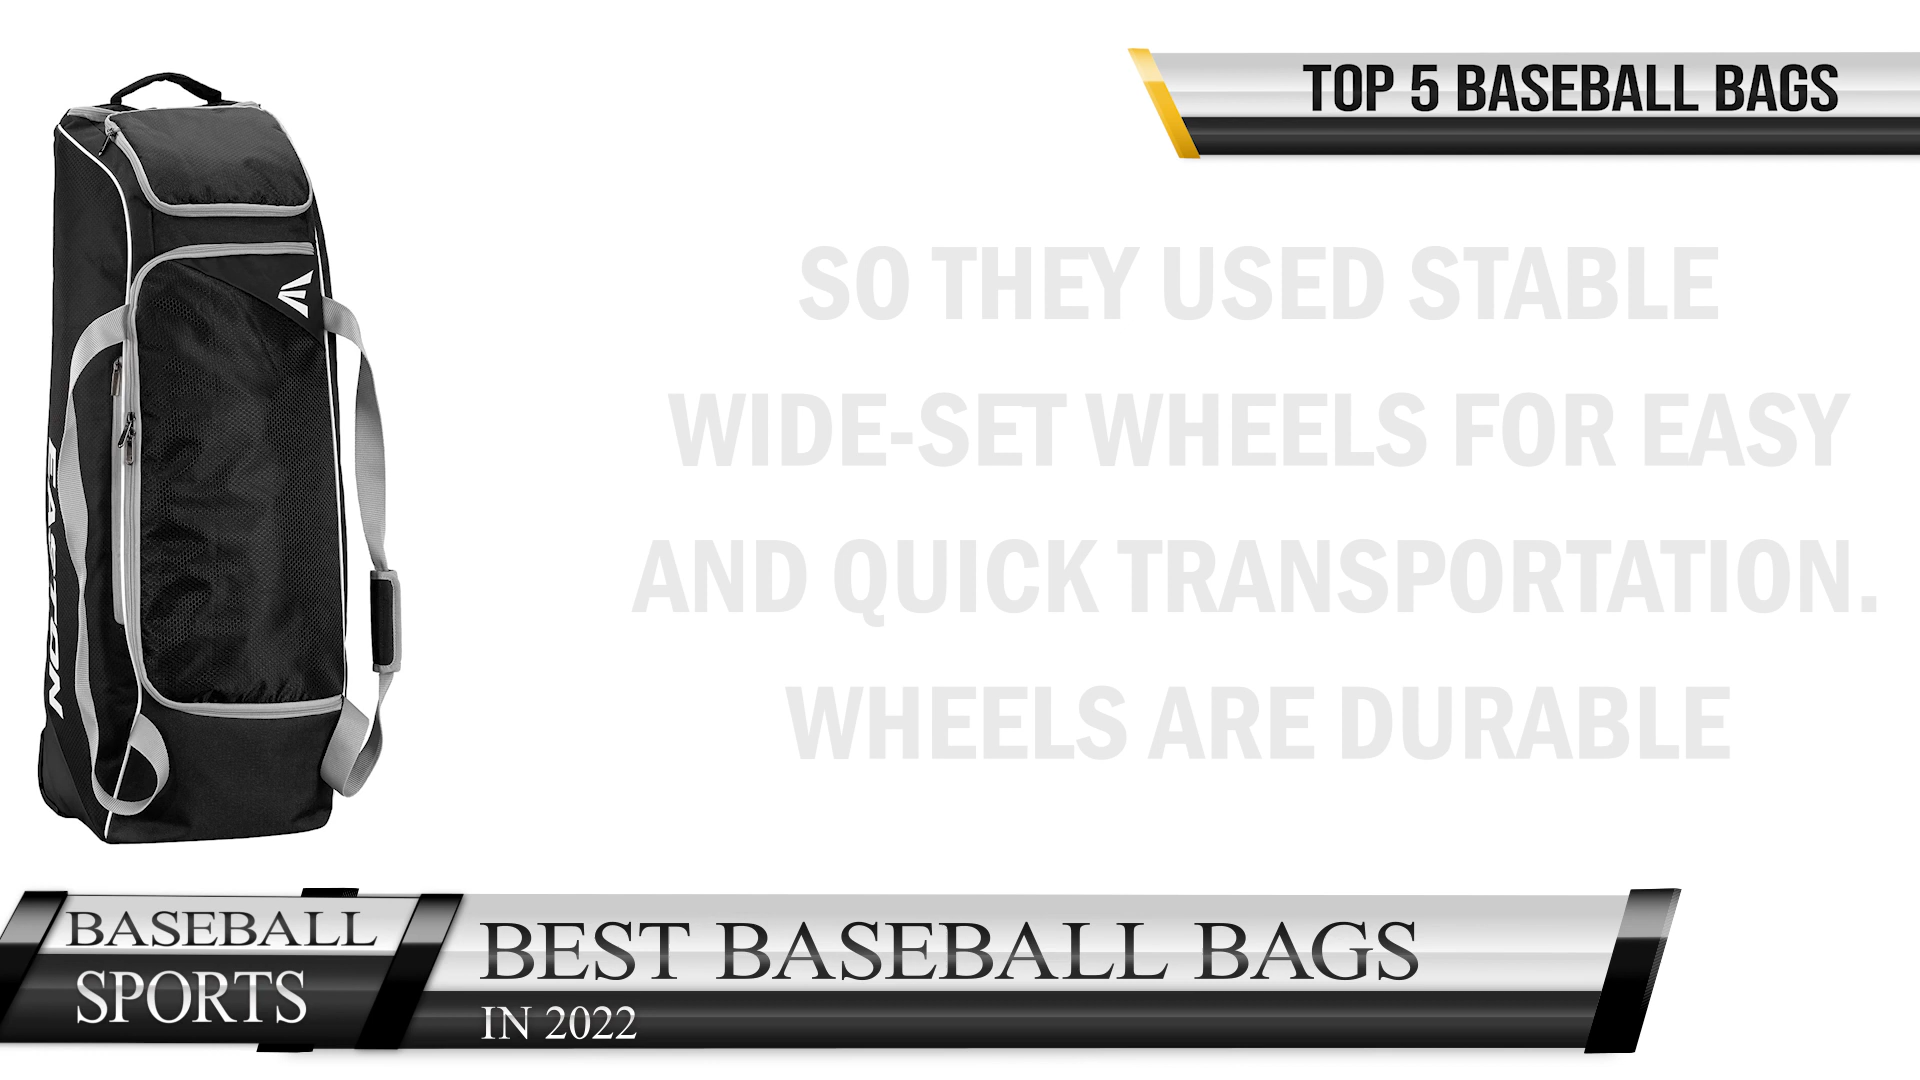 TOP 5 BASEBALL BAGS
SO THEY USED STABLE
WIDE-SET WHEELS FOR EASY
AND QUICK TRANSPORTATION.
WHEELS ARE DURABLE
EASTON
BASEBALL
SPORTS
BEST BASEBALL BAGS
IN 2022